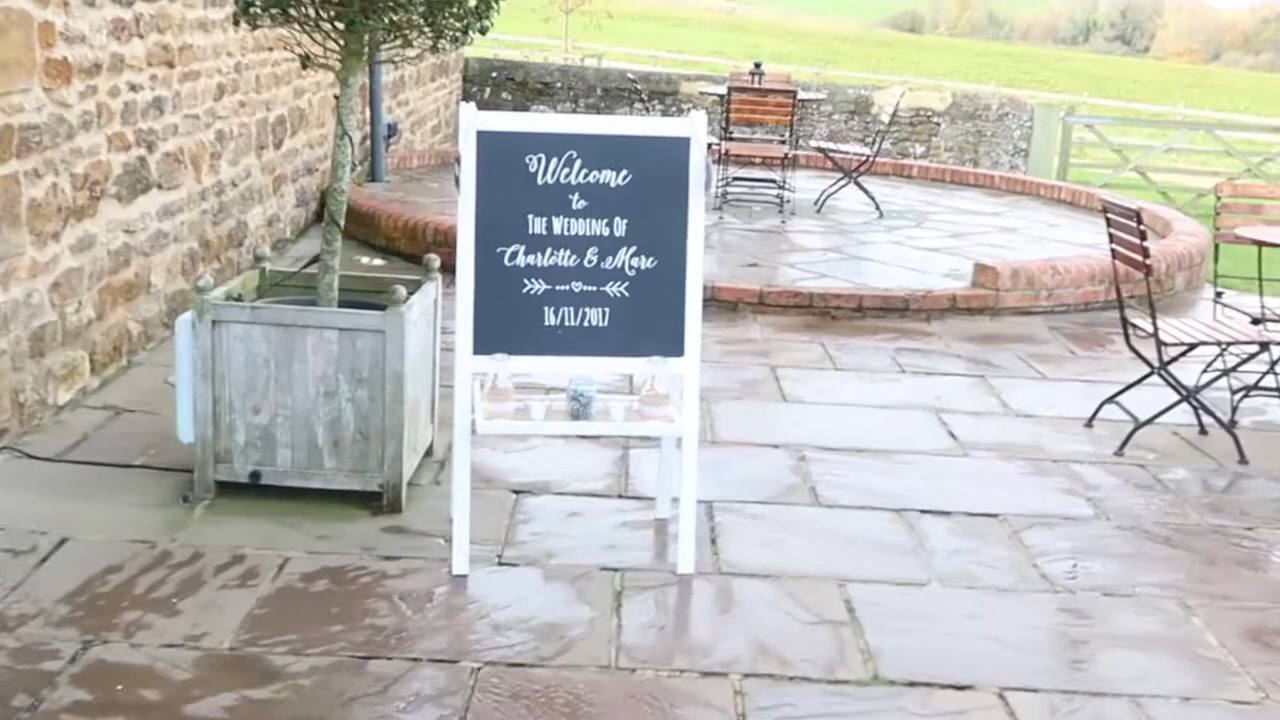 Welcome
to
The Wedding Of
Charlotte & Marc
16/11/2017